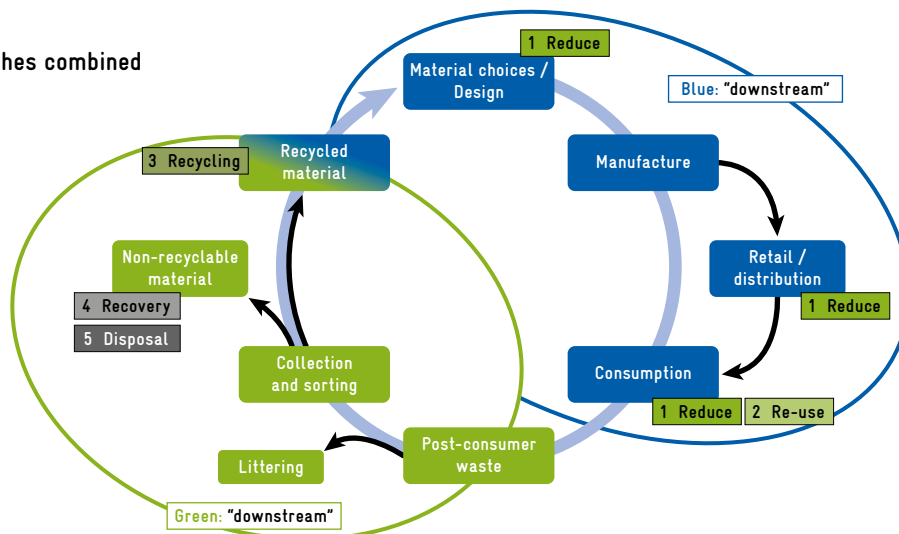 hes combined
1 Reduce
Material choices /
Design
Blue: "downstream"
3 Recycling
Recycled
material
Manufacture
Non-recyclable
material
4 Recovery
5 Disposal
Retail /
distribution
1 Reduce
Collection
and sorting
Consumption
1 Reduce
2 Re-use
Post-consumer
waste
Littering
Green: "downstream"